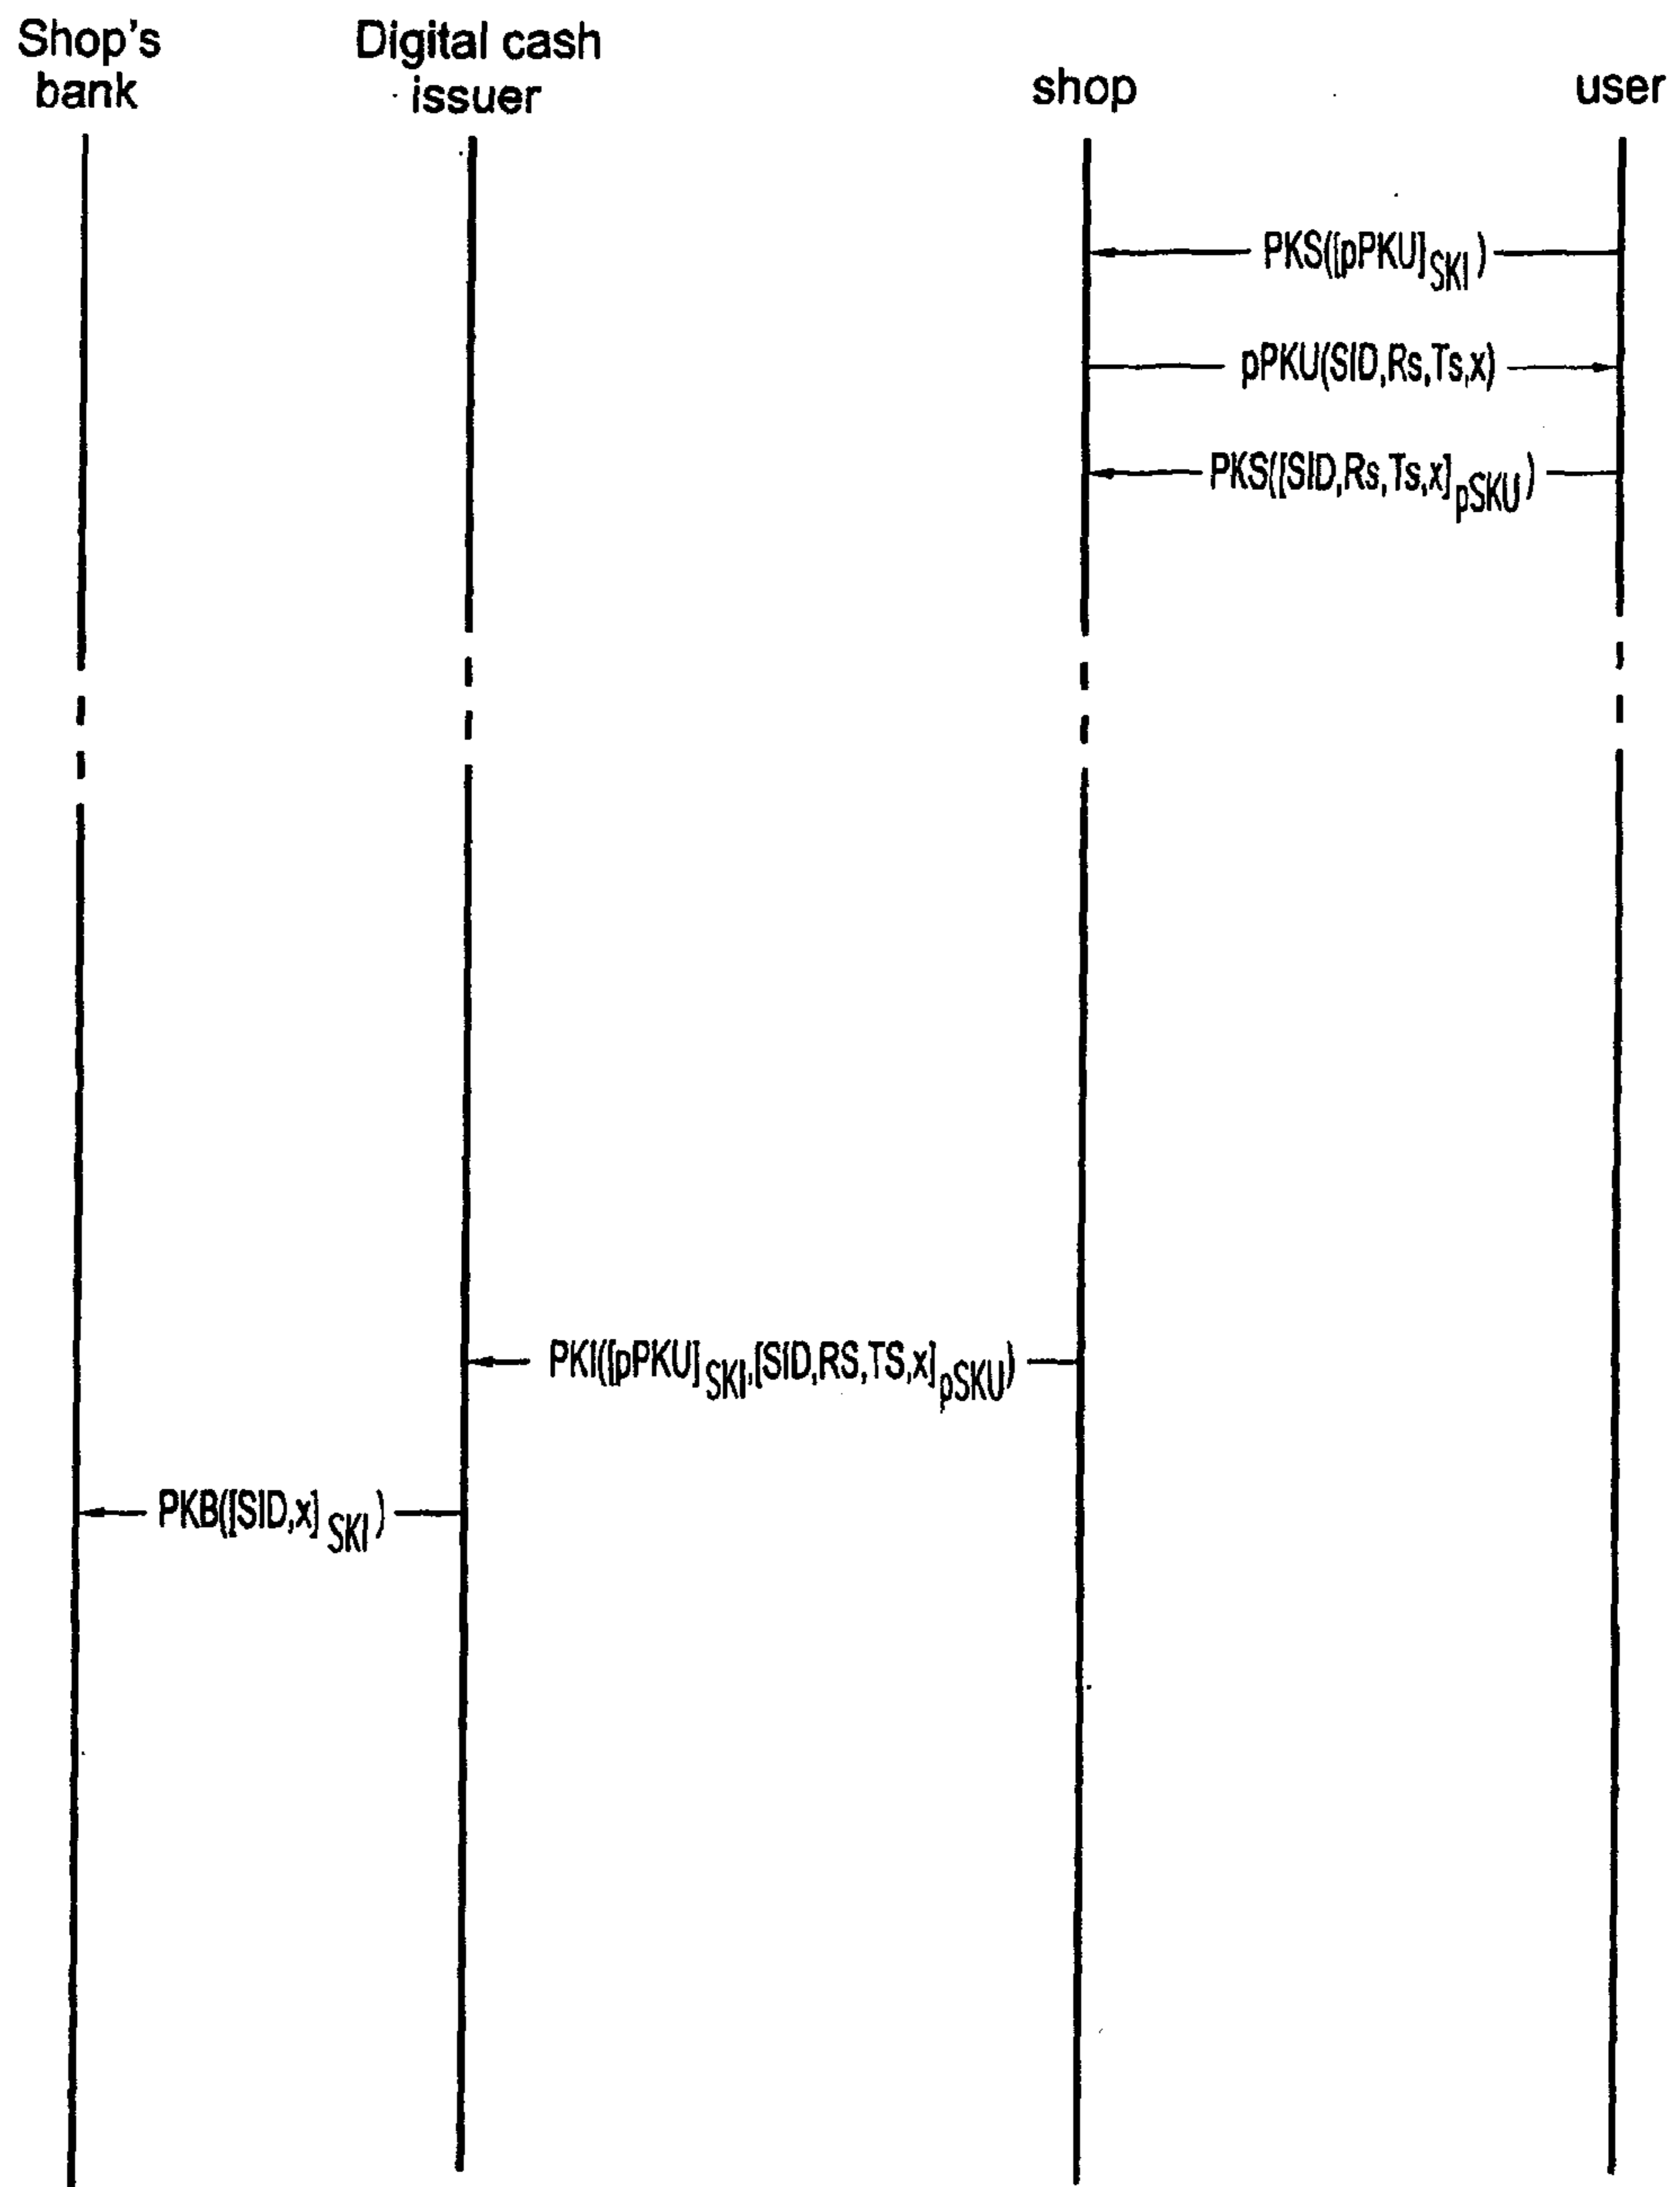 Shop's
bank
Digital cash
issuer
shop
user
PKS([pPKU]SKI)
pPKU(SID,Rs,Ts,x)
PKS([SID,Rs,Ts,x]pSKU)
PKI([pPKU]SKI,[SID,RS,TS,x]pSKU)
PKB([SID,x]SKI)